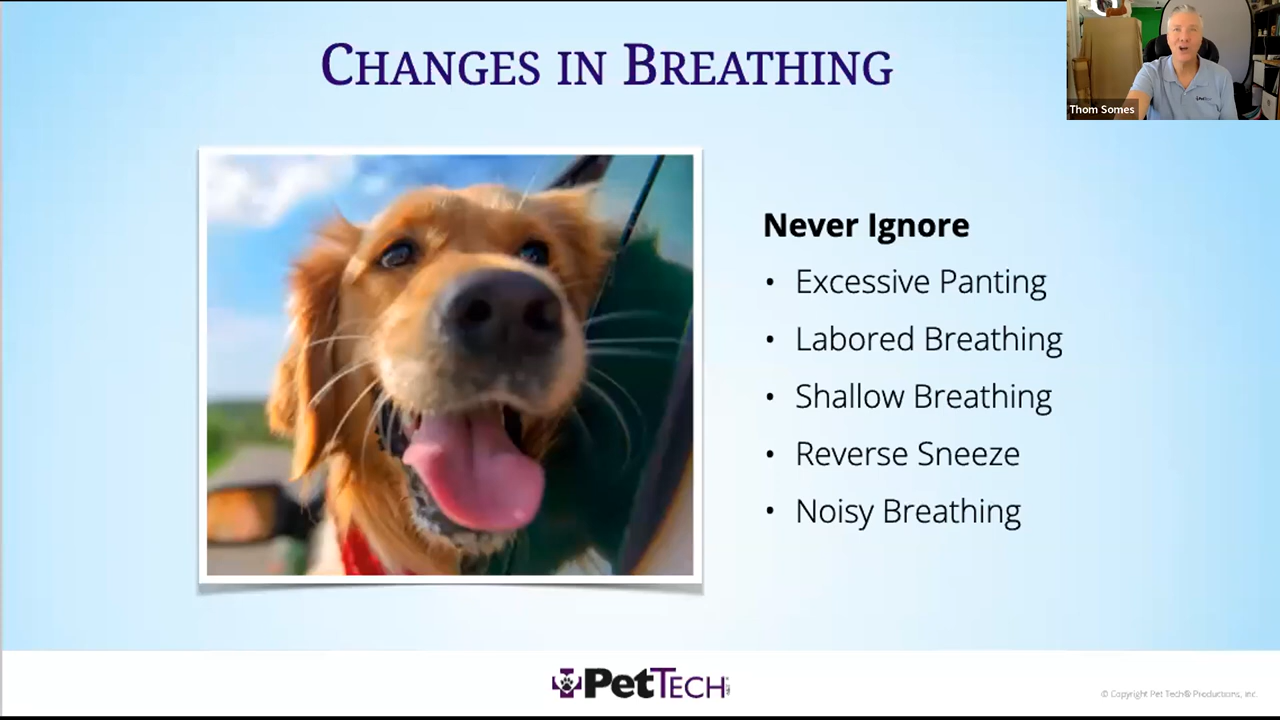 CHANGES IN BREATHING
Thom Somes
Never Ignore
• Excessive Panting
• Labored Breathing
• Shallow Breathing
• Reverse Sneeze
• Noisy Breathing
PetTECH
© Copyright Pet Tech® Productions, Inc.